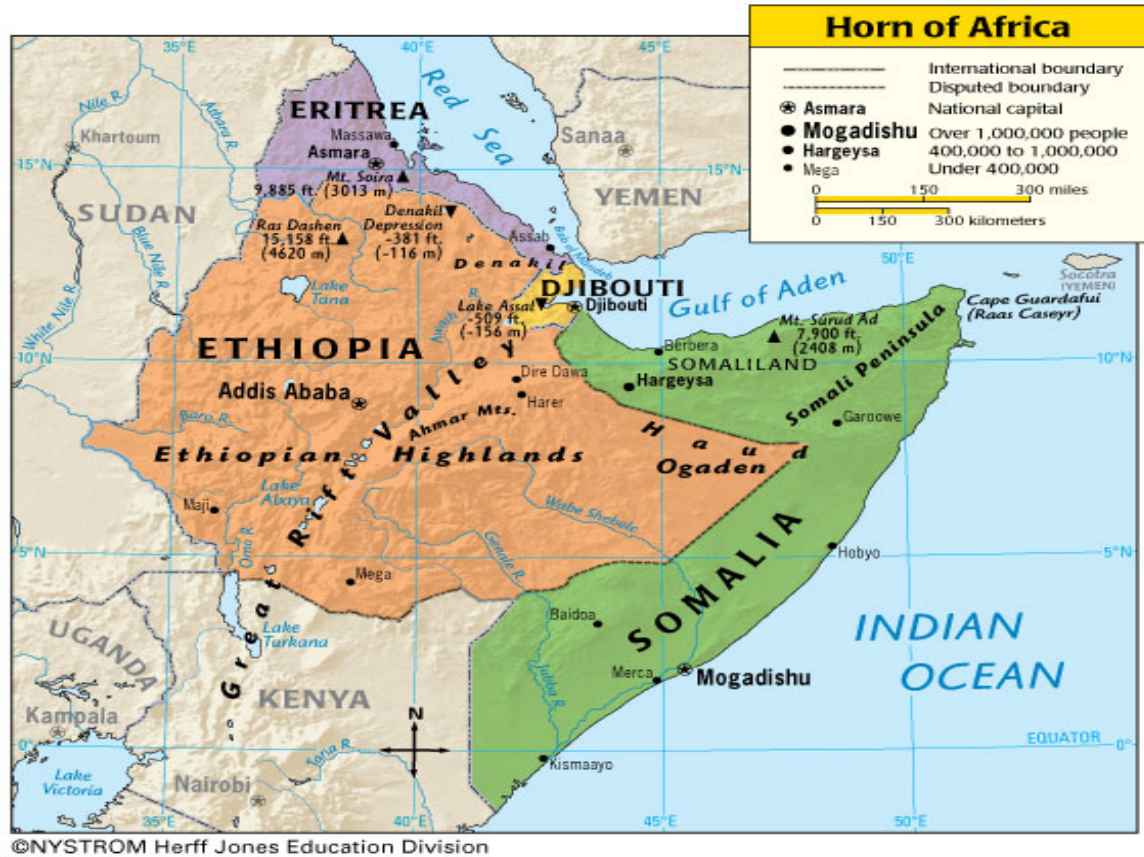 Horn of Africa
International boundary
Disputed boundary
Asmara National capital
Mogadishu Over 1,000,000 people
Hargeysa 400,000 to 1,000,000
Mega Under 400,000
0 150 300 miles
0 150 300 kilometers
35°E 40°E
Red
Sea
Nile R.
Atbara R.
Khartoum
ERITREA
Massawa
Asmara
Sanaa
15°N
Mt. Soira
9,885 ft. (3013 m)
YEMEN
SUDAN
Blue Nile R.
White Nile R.
Ras Dashen
15,158 ft.
(4620 m)
Denakil
Depression
-381 ft.
(-116 m)
Assab
Bab el Mandeb
Denakil
50°E
Socotra
(YEMEN)
Lake
Tana
DJIBOUTI
Djibouti
Gulf of Aden
Cape Guardafui
(Raas Caseyr)
Lake Assal
-509 ft.
(-156 m)
Awash R.
Mt. Surud Ad
7,900 ft.
(2408 m)
ETHIOPIA
Berbera
SOMALILAND
10°N
10°N
Somali Peninsula
Dire Dawa
Hargeysa
Addis Ababa
Harer
Ahmar Mts.
Garoowe
Baro R.
Haud
Ethiopian Highlands
Ogaden
Great Rift Valley
Lake
Abaya
Maji
Wabe Shebele
Omo R.
Genale R.
Hobyo
5°N
5°N
Mega
SOMALIA
Baidoa
Lake
Turkana
UGANDA
INDIAN
OCEAN
KENYA
Jubba R.
Merca
Mogadishu
Kampala
N
EQUATOR
0°
0°
Kismaayo
Tana R.
Lake
Victoria
Nairobi
35°E 40°E 45°E 50°E
©NYSTROM Herff Jones Education Division